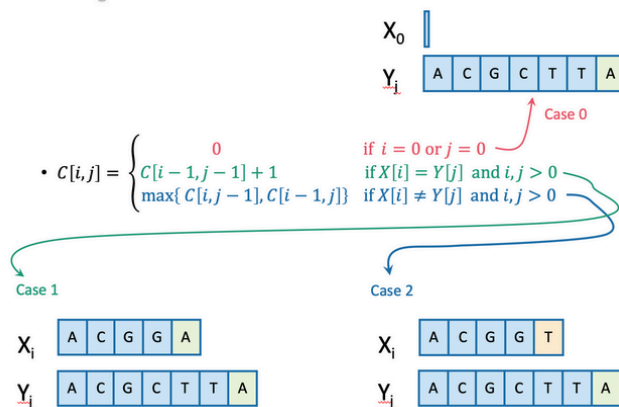 X₀
Yⱼ A C G C T T A
Case 0
• C[i, j] = { 0 if i = 0 or j = 0
C[i − 1, j − 1] + 1 if X[i] = Y[j] and i, j > 0
max{ C[i, j − 1], C[i − 1, j]} if X[i] ≠ Y[j] and i, j > 0
Case 1
Xᵢ A C G G A
Yⱼ A C G C T T A
Case 2
Xᵢ A C G G T
Yⱼ A C G C T T A